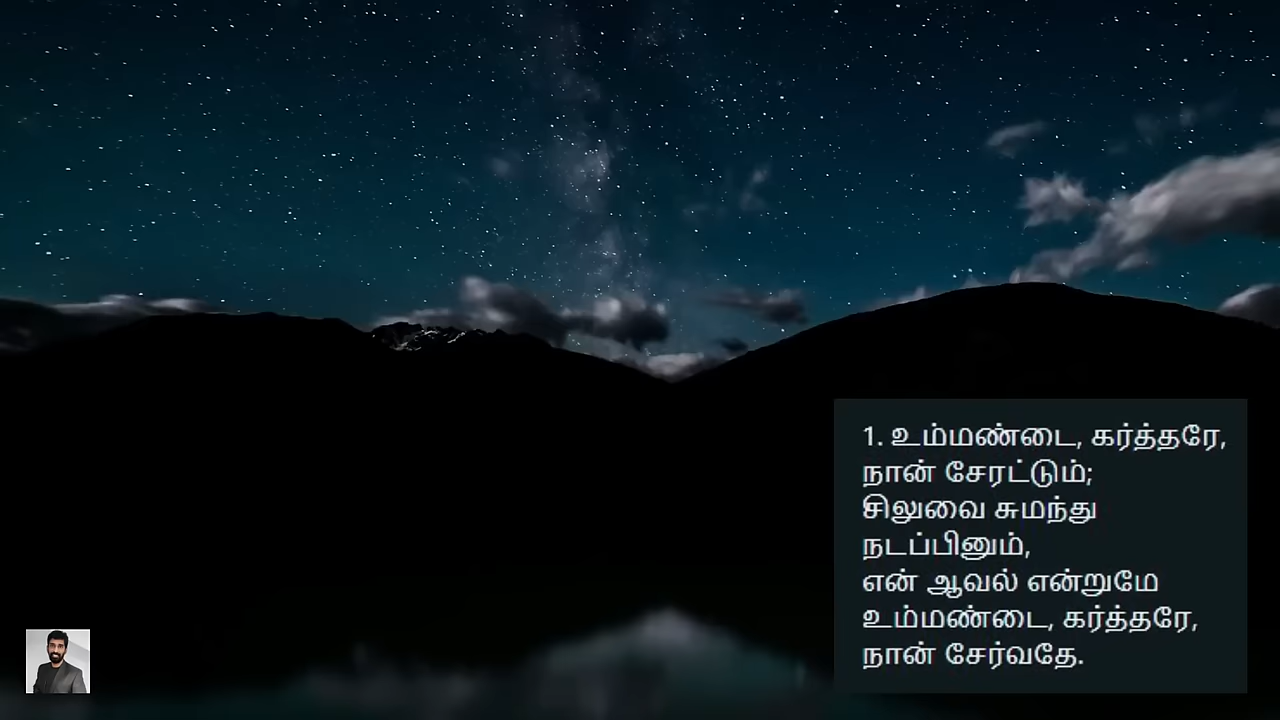 1. உம்மண்டை, கர்த்தரே,
நான் சேரட்டும்;
சிலுவை சுமந்து
நடப்பினும்,
என் ஆவல் என்றுமே
உம்மண்டை, கர்த்தரே,
நான் சேர்வதே.